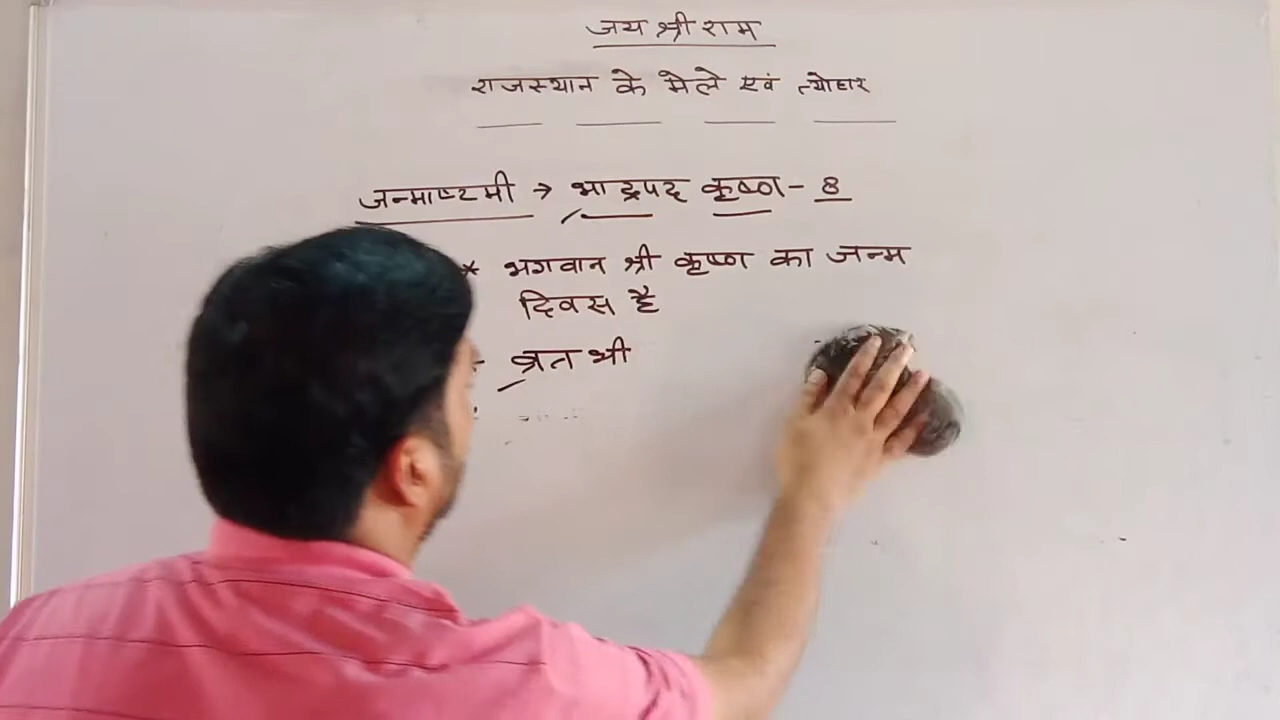 जय श्री राम
राजस्थान के मेले एवं त्योहार
जन्माष्टमी → भाद्रपद कृष्ण - 8
* भगवान श्री कृष्ण का जन्म
दिवस है
- व्रत भी